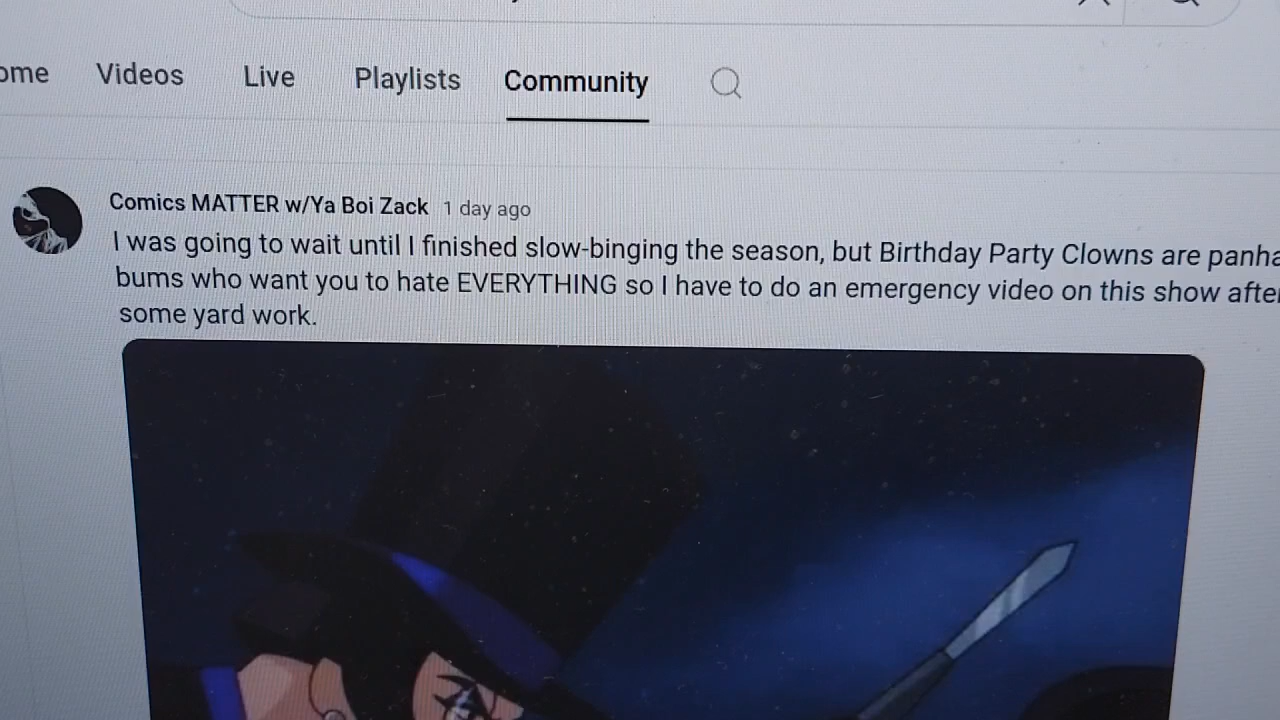 Videos Live Playlists Community
Comics MATTER w/Ya Boi Zack 1 day ago
I was going to wait until I finished slow-binging the season, but Birthday Party Clowns are
bums who want you to hate EVERYTHING so I have to do an emergency video on this show after
some yard work.